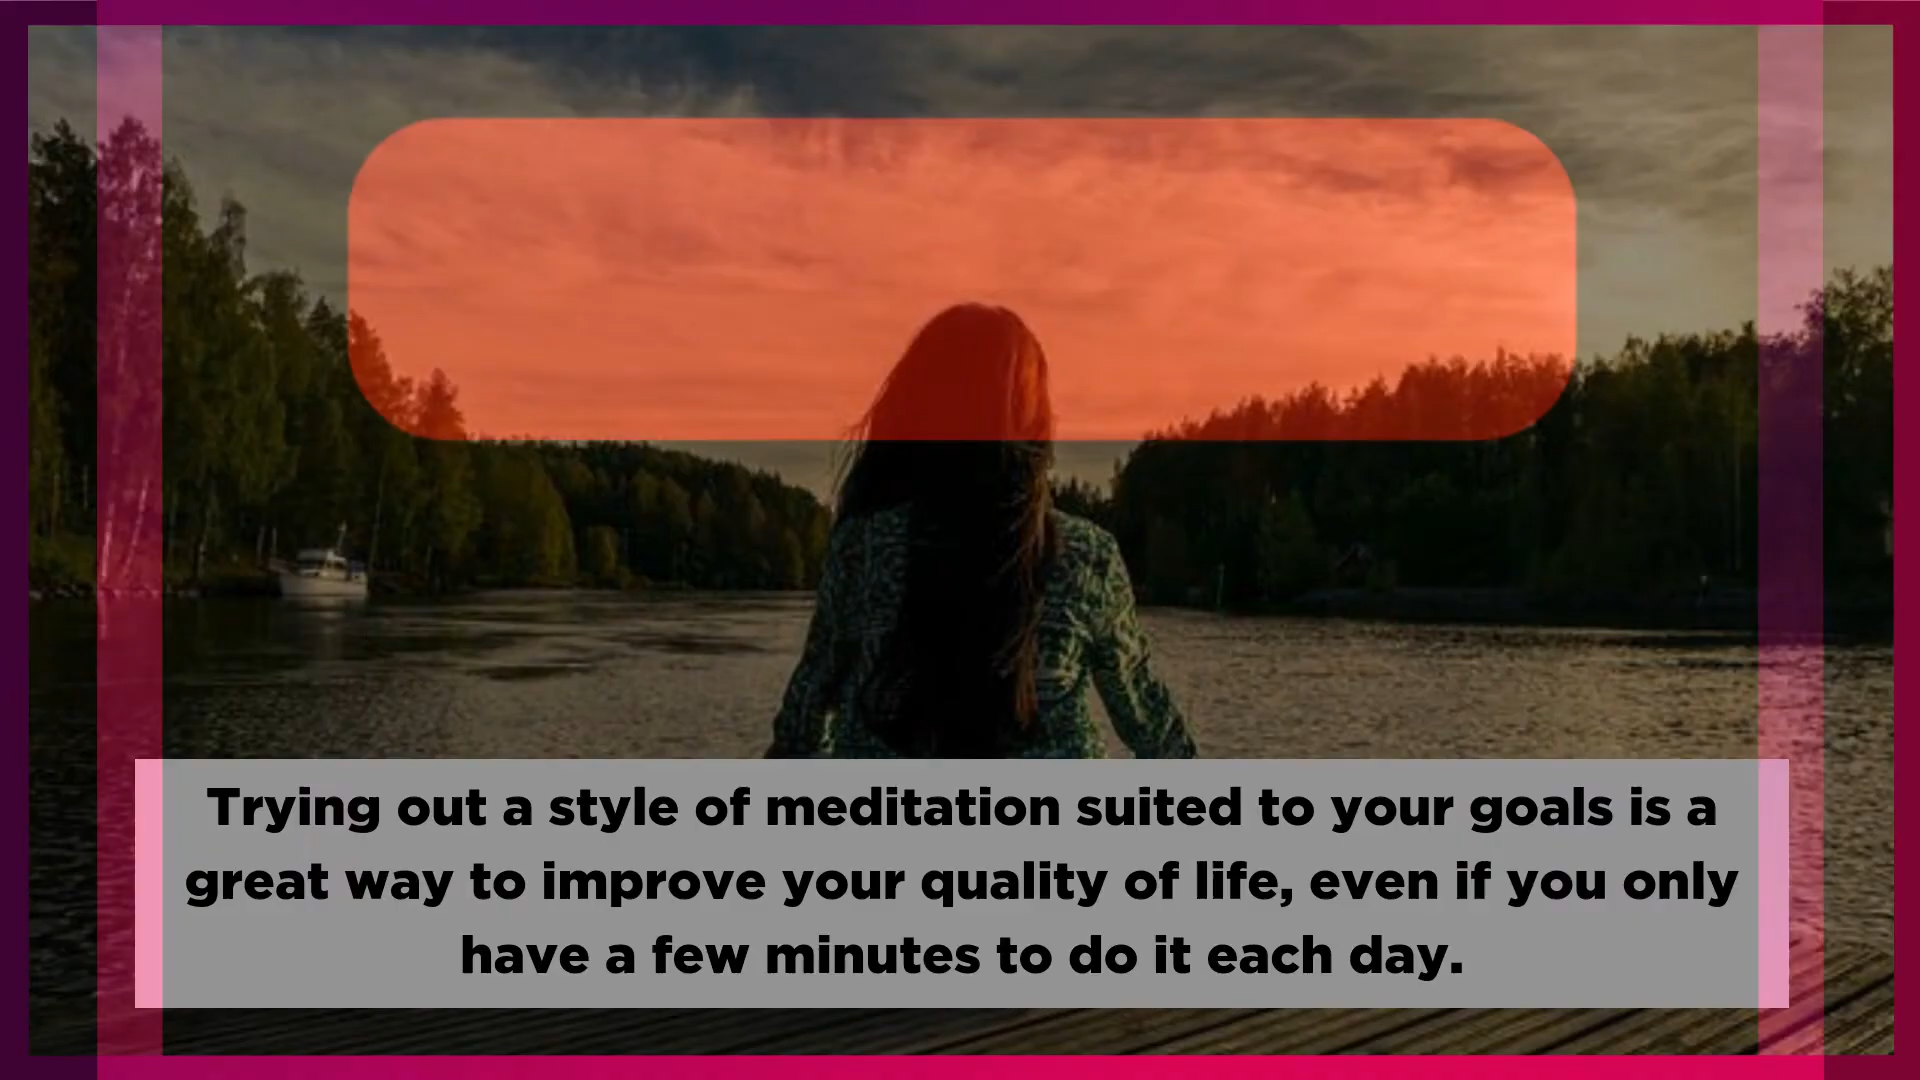 Trying out a style of meditation suited to your goals is a
great way to improve your quality of life, even if you only
have a few minutes to do it each day.